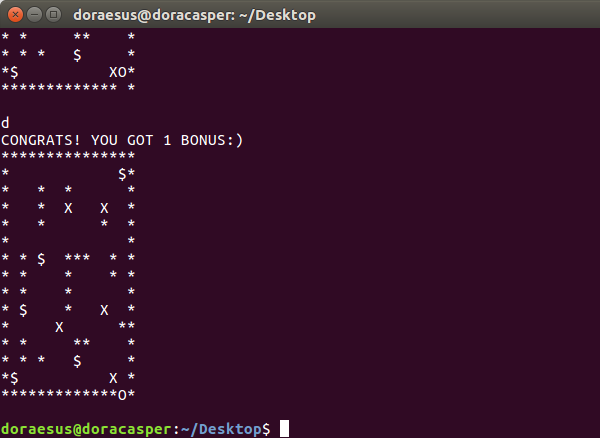 doraesus@doracasper: ~/Desktop
* *     **    *
* * *   $     *
*$          XO*
************* *
d
CONGRATS! YOU GOT 1 BONUS:)
***************
*            $*
*   *  *      *
*   *  X   X  *
*   *      *  *
*             *
* * $  ***  * *
* *    *    * *
* *    *      *
* $    *   X  *
*     X      **
* *     **    *
* * *   $     *
*$          X *
*************O*
doraesus@doracasper:~/Desktop$